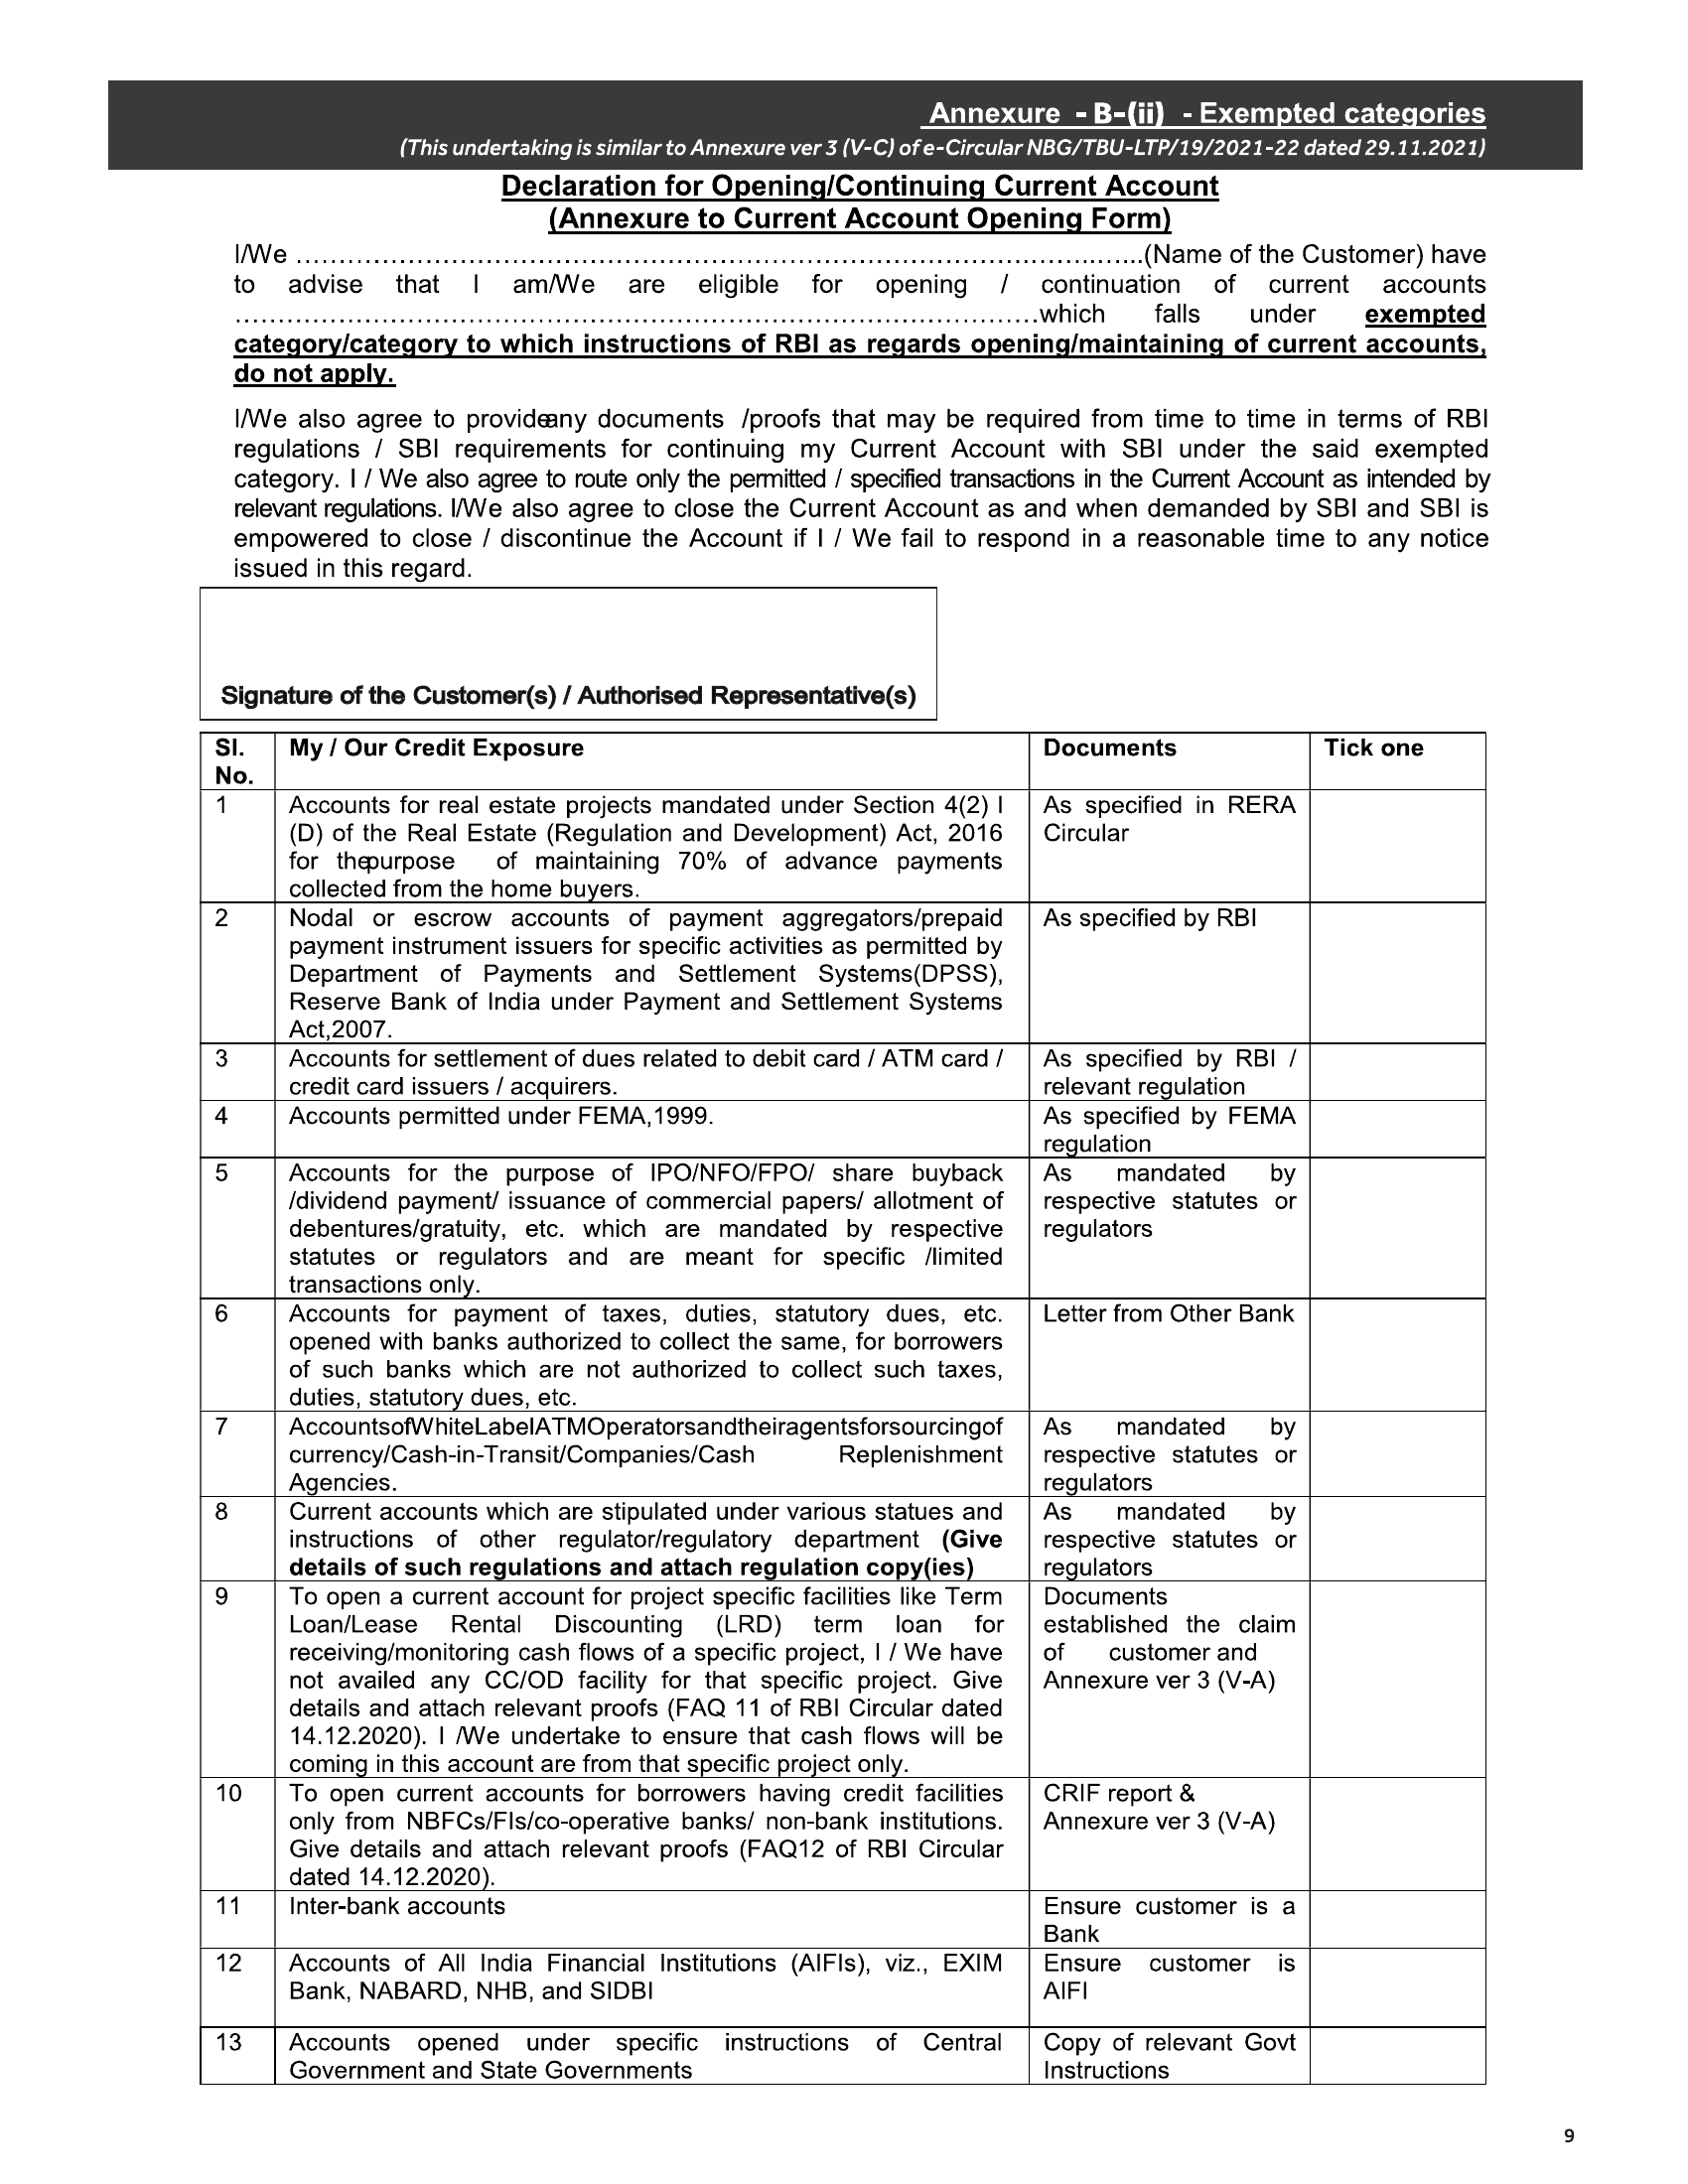 Annexure - B-(ii) - Exempted categories
(This undertaking is similar to Annexure ver 3 (V-C) of e-Circular NBG/TBU-LTP/19/2021-22 dated 29.11.2021)
Declaration for Opening/Continuing Current Account
(Annexure to Current Account Opening Form)
I/We ……………………………………………………………………………………..…..(Name of the Customer) have
to advise that I am/We are eligible for opening / continuation of current accounts
………………………………………………………………………………….which falls under exempted
category/category to which instructions of RBI as regards opening/maintaining of current accounts,
do not apply.
I/We also agree to provideany documents /proofs that may be required from time to time in terms of RBI
regulations / SBI requirements for continuing my Current Account with SBI under the said exempted
category. I / We also agree to route only the permitted / specified transactions in the Current Account as intended by
relevant regulations. I/We also agree to close the Current Account as and when demanded by SBI and SBI is
empowered to close / discontinue the Account if I / We fail to respond in a reasonable time to any notice
issued in this regard.
Signature of the Customer(s) / Authorised Representative(s)
Sl. No. My / Our Credit Exposure Documents Tick one
1 Accounts for real estate projects mandated under Section 4(2) I As specified in RERA
(D) of the Real Estate (Regulation and Development) Act, 2016 Circular
for thepurpose of maintaining 70% of advance payments
collected from the home buyers.
2 Nodal or escrow accounts of payment aggregators/prepaid As specified by RBI
payment instrument issuers for specific activities as permitted by
Department of Payments and Settlement Systems(DPSS),
Reserve Bank of India under Payment and Settlement Systems
Act,2007.
3 Accounts for settlement of dues related to debit card / ATM card / As specified by RBI /
credit card issuers / acquirers. relevant regulation
4 Accounts permitted under FEMA,1999. As specified by FEMA
regulation
5 Accounts for the purpose of IPO/NFO/FPO/ share buyback As mandated by
/dividend payment/ issuance of commercial papers/ allotment of respective statutes or
debentures/gratuity, etc. which are mandated by respective regulators
statutes or regulators and are meant for specific /limited
transactions only.
6 Accounts for payment of taxes, duties, statutory dues, etc. Letter from Other Bank
opened with banks authorized to collect the same, for borrowers
of such banks which are not authorized to collect such taxes,
duties, statutory dues, etc.
7 AccountsofWhiteLabelATMOperatorsandtheiragentsforsourcingof As mandated by
currency/Cash-in-Transit/Companies/Cash Replenishment respective statutes or
Agencies. regulators
8 Current accounts which are stipulated under various statues and As mandated by
instructions of other regulator/regulatory department (Give respective statutes or
details of such regulations and attach regulation copy(ies) regulators
9 To open a current account for project specific facilities like Term Documents
Loan/Lease Rental Discounting (LRD) term loan for established the claim
receiving/monitoring cash flows of a specific project, I / We have of customer and
not availed any CC/OD facility for that specific project. Give Annexure ver 3 (V-A)
details and attach relevant proofs (FAQ 11 of RBI Circular dated
14.12.2020). I /We undertake to ensure that cash flows will be
coming in this account are from that specific project only.
10 To open current accounts for borrowers having credit facilities CRIF report &
only from NBFCs/FIs/co-operative banks/ non-bank institutions. Annexure ver 3 (V-A)
Give details and attach relevant proofs (FAQ12 of RBI Circular
dated 14.12.2020).
11 Inter-bank accounts Ensure customer is a
Bank
12 Accounts of All India Financial Institutions (AIFIs), viz., EXIM Ensure customer is
Bank, NABARD, NHB, and SIDBI AIFI
13 Accounts opened under specific instructions of Central Copy of relevant Govt
Government and State Governments Instructions
9